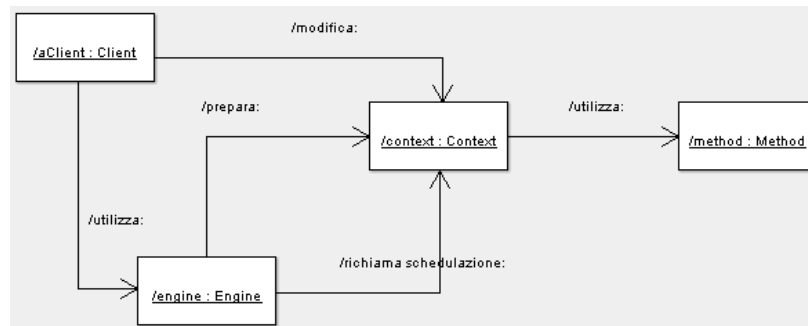 /modifica:
/aClient : Client
/prepara:
/utilizza:
/context : Context
/method : Method
/utilizza:
/richiama schedulazione:
/engine : Engine